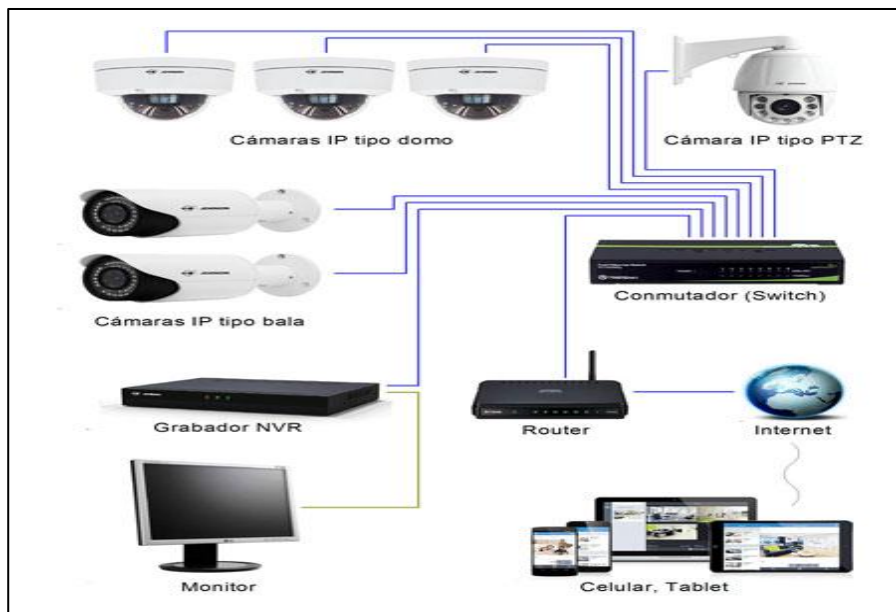 Cámaras IP tipo domo
Cámara IP tipo PTZ
Cámaras IP tipo bala
Conmutador (Switch)
Grabador NVR
Router
Internet
Monitor
Celular, Tablet